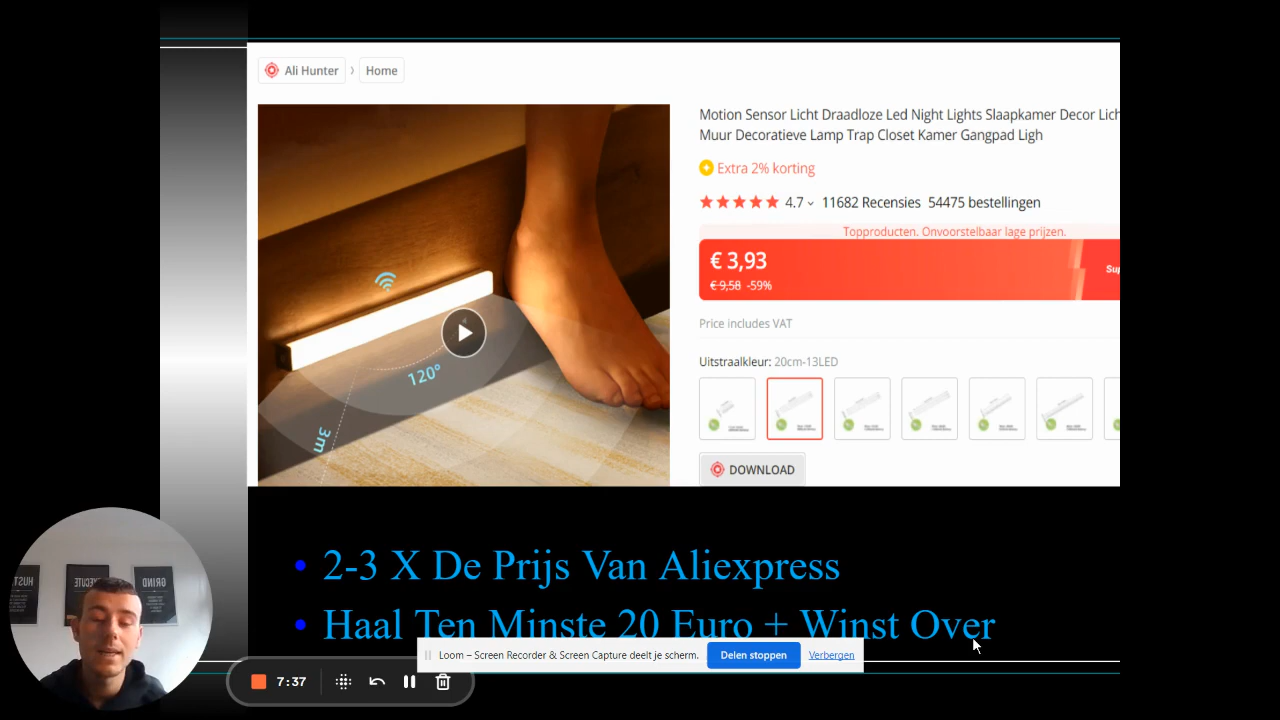 Ali Hunter
Home
Motion Sensor Licht Draadloze Led Night Lights Slaapkamer Decor Lich
Muur Decoratieve Lamp Trap Closet Kamer Gangpad Ligh
Extra 2% korting
4.7 11682 Recensies 54475 bestellingen
Topproducten. Onvoorstelbaar lage prijzen.
€ 3,93
Sup
€ 9,58 -59%
Price includes VAT
Uitstraalkleur: 20cm-13LED
120°
3m
DOWNLOAD
• 2-3 X De Prijs Van Aliexpress
• Haal Ten Minste 20 Euro + Winst Over
HUST
EXECUTE
GRIND
Loom – Screen Recorder & Screen Capture deelt je scherm.
Delen stoppen
Verbergen
7:37